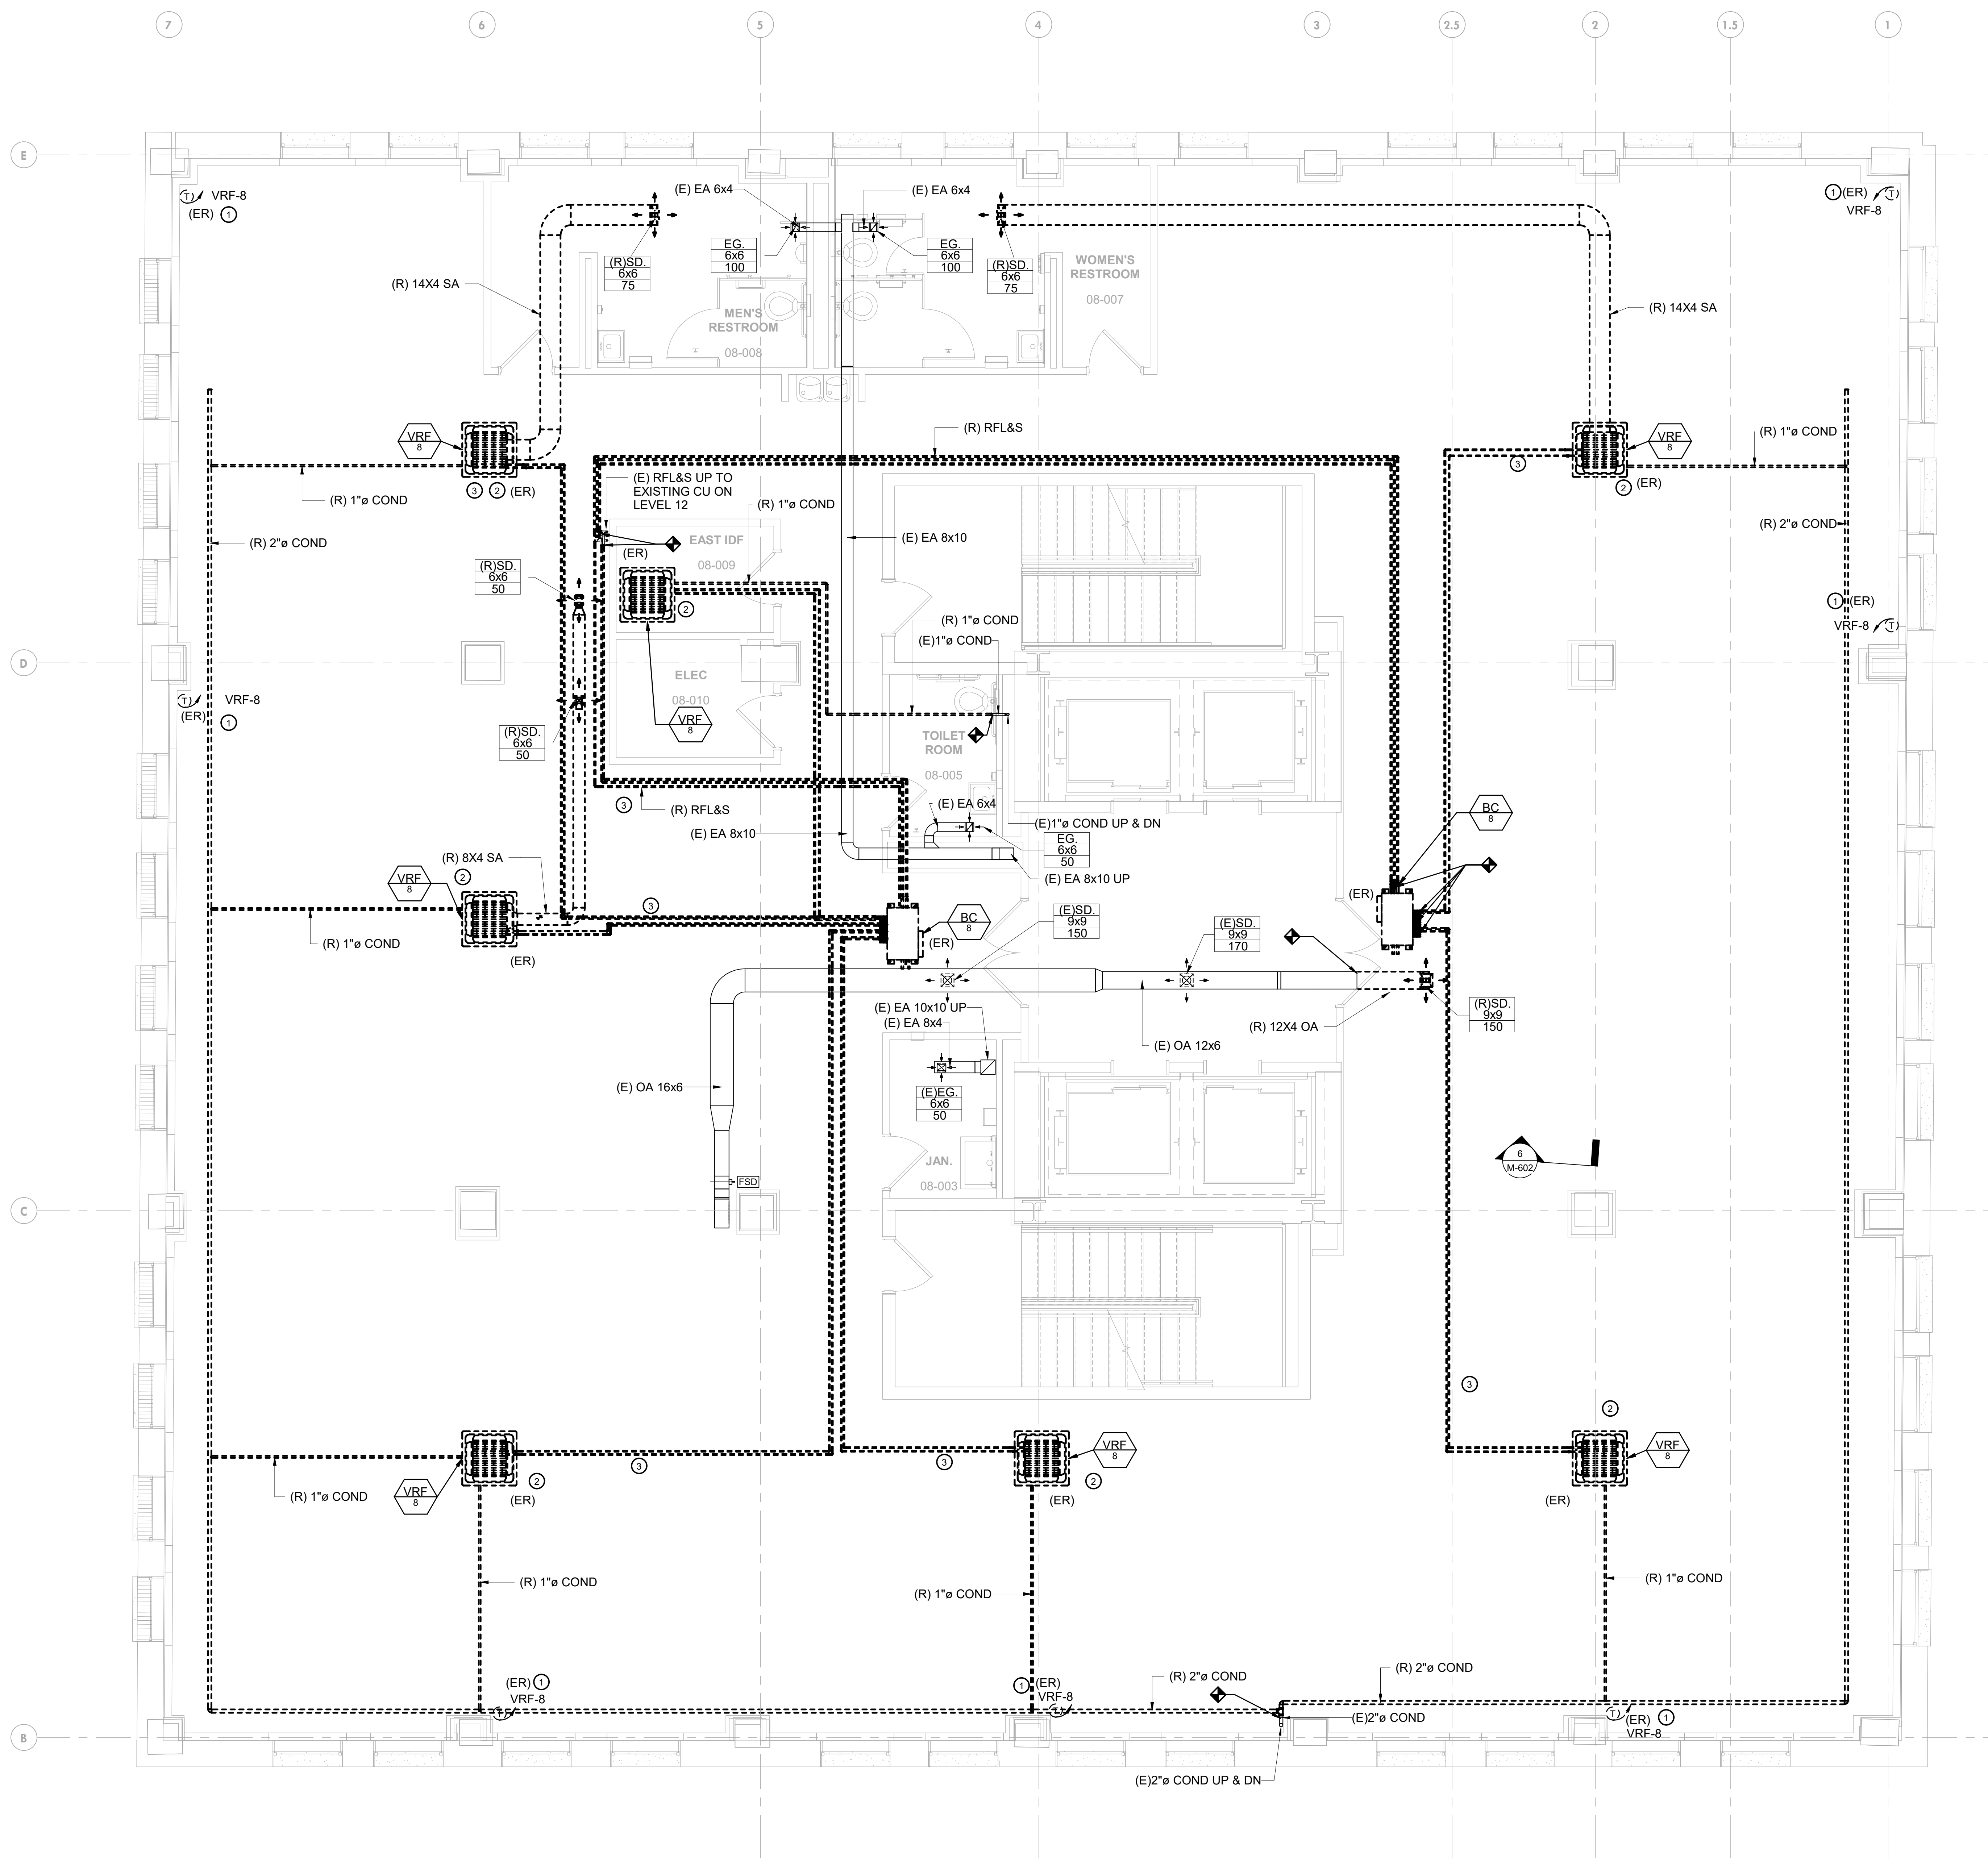 7
6
5
4
3
2.5
2
1.5
1
E
(T) VRF-8
(ER) 1
(E) EA 6x4
(E) EA 6x4
1 (ER) (T)
VRF-8
EG.
6x6
100
EG.
6x6
100
(R)SD.
6x6
75
(R)SD.
6x6
75
WOMEN'S
RESTROOM
08-007
(R) 14X4 SA
MEN'S
RESTROOM
08-008
(R) 14X4 SA
VRF
8
(R) RFL&S
VRF
8
(R) 1"ø COND
3
3 2 (ER)
2 (ER)
(R) 1"ø COND
(E) RFL&S UP TO
EXISTING CU ON
LEVEL 12
(R) 1"ø COND
(R) 2"ø COND
(R) 2"ø COND
(E) EA 8x10
EAST IDF
08-009
(ER)
(R)SD.
6x6
50
2
1 (ER)
VRF-8 (T)
(R) 1"ø COND
(E)1"ø COND
D
ELEC
08-010
(T) VRF-8
(ER) 1
VRF
8
(R)SD.
6x6
50
TOILET
ROOM
08-005
3
(R) RFL&S
(E) EA 6x4
(E) EA 8x10
(E)1"ø COND UP & DN
BC
8
EG.
6x6
50
(R) 8X4 SA
2
VRF
8
(E) EA 8x10 UP
(ER)
3
(R) 1"ø COND
(ER)
BC
8
(ER)
(E)SD.
9x9
150
(E)SD.
9x9
170
(R)SD.
9x9
150
(E) EA 10x10 UP
(E) EA 8x4
(R) 12X4 OA
(E) OA 12x6
(E) OA 16x6
(E)EG.
6x6
50
JAN.
08-003
6
M-602
FSD
C
3
2
VRF
8
VRF
8
3
3
2
2
(R) 1"ø COND
VRF
8
(ER)
(ER)
(ER)
(R) 1"ø COND
(R) 1"ø COND
(R) 1"ø COND
(ER) 1
VRF-8
(T)
1 (ER)
VRF-8
(T)
(R) 2"ø COND
(R) 2"ø COND
(E)2"ø COND
(T)
(ER) 1
VRF-8
B
(E)2"ø COND UP & DN